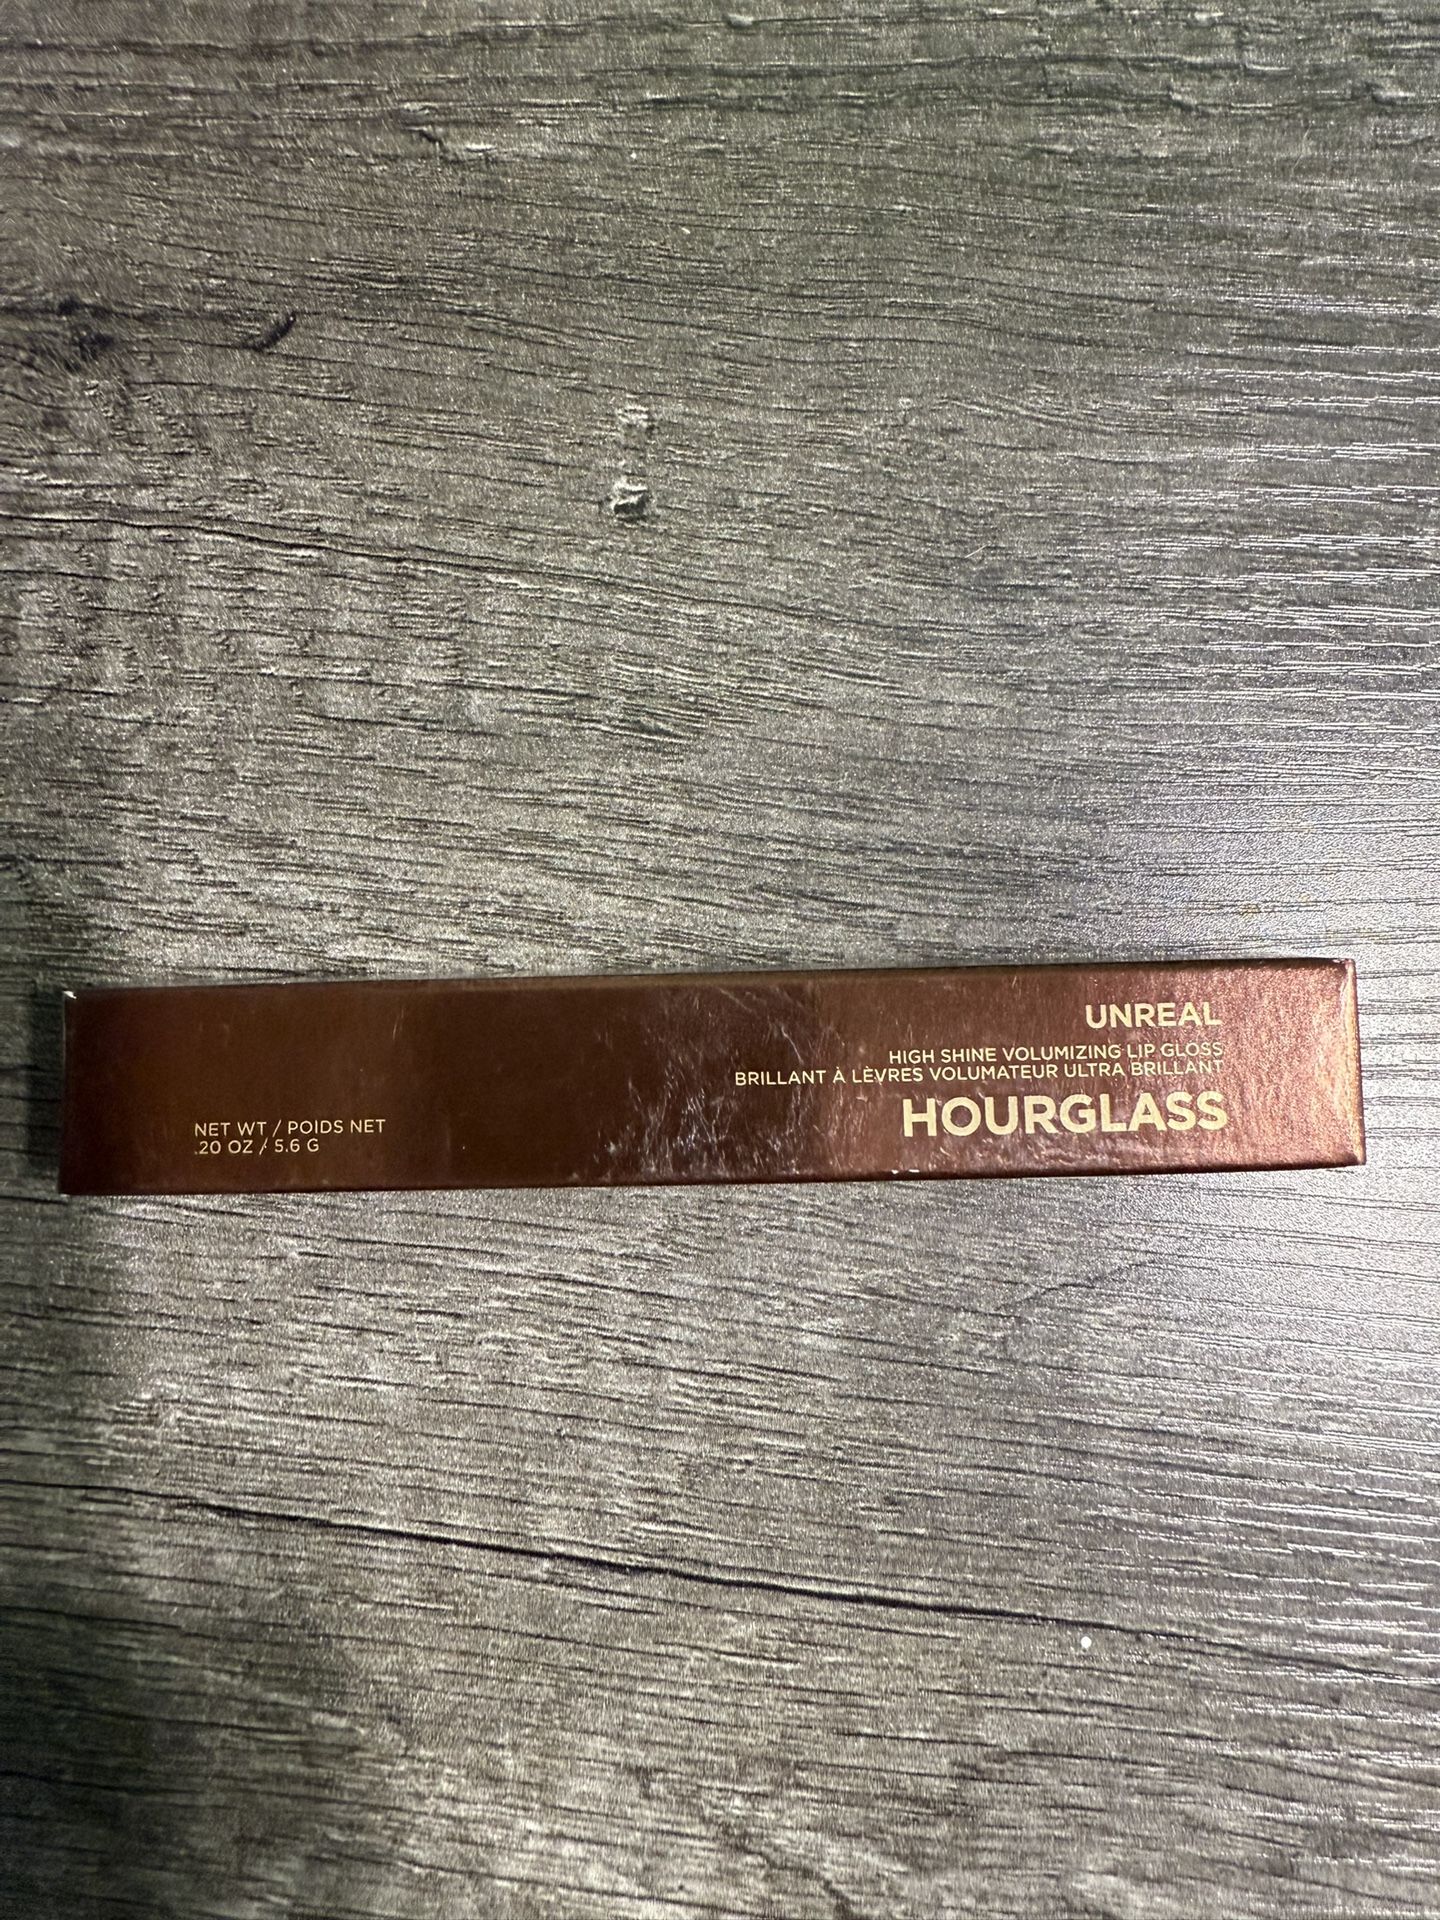 UNREAL
HIGH SHINE VOLUMIZING LIP GLOSS
BRILLANT À LÈVRES VOLUMATEUR ULTRA BRILLANT
HOURGLASS
NET WT / POIDS NET
.20 OZ / 5.6 G